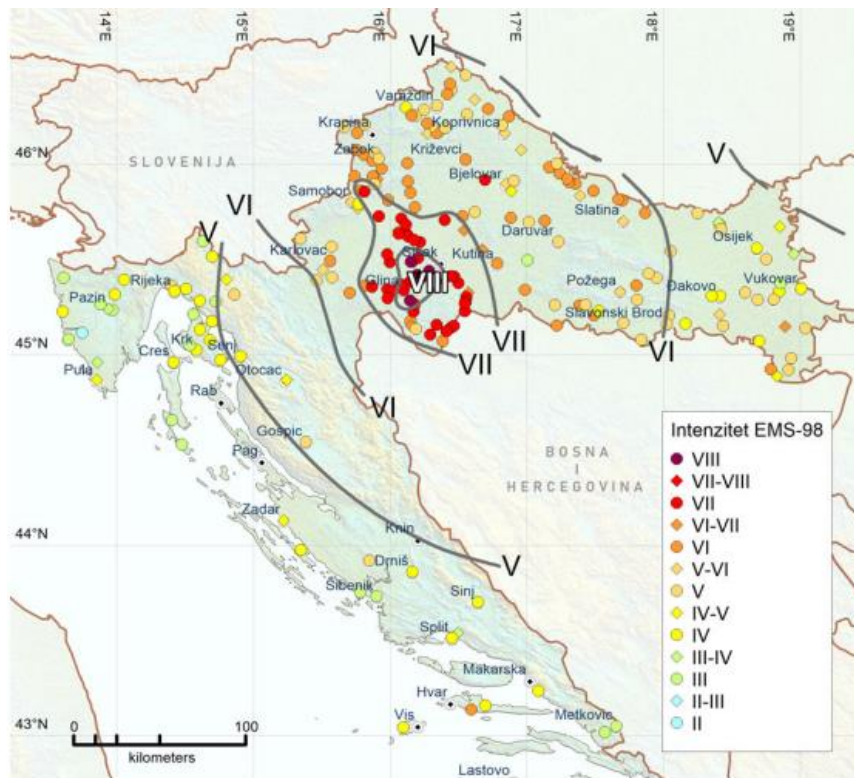 14°E
15°E
16°E
17°E
18°E
19°E
VI
Varaždin
V
Krapina
Koprivnica
46°N
Zabok
Križevci
SLOVENIJA
Bjelovar
Samobor
VI
Slatina
V
Osijek
Daruvar
Karlovac
Sisak
Kutina
Rijeka
Glina
VIII
Požega
Đakovo
Vukovar
Pazin
Slavonski Brod
45°N
Krk
Senj
VII
VI
Cres
Otocac
VII
Pula
Rab
VI
Gospic
BOSNA
I
HERCEGOVINA
Pag
44°N
Zadar
Knin
Drniš
V
Šibenik
Sinj
Split
Makarska
Hvar
43°N
Vis
Metkovic
Lastovo
0
100
kilometers
Intenzitet EMS-98
VIII
VII-VIII
VII
VI-VII
VI
V-VI
V
IV-V
IV
III-IV
III
II-III
II